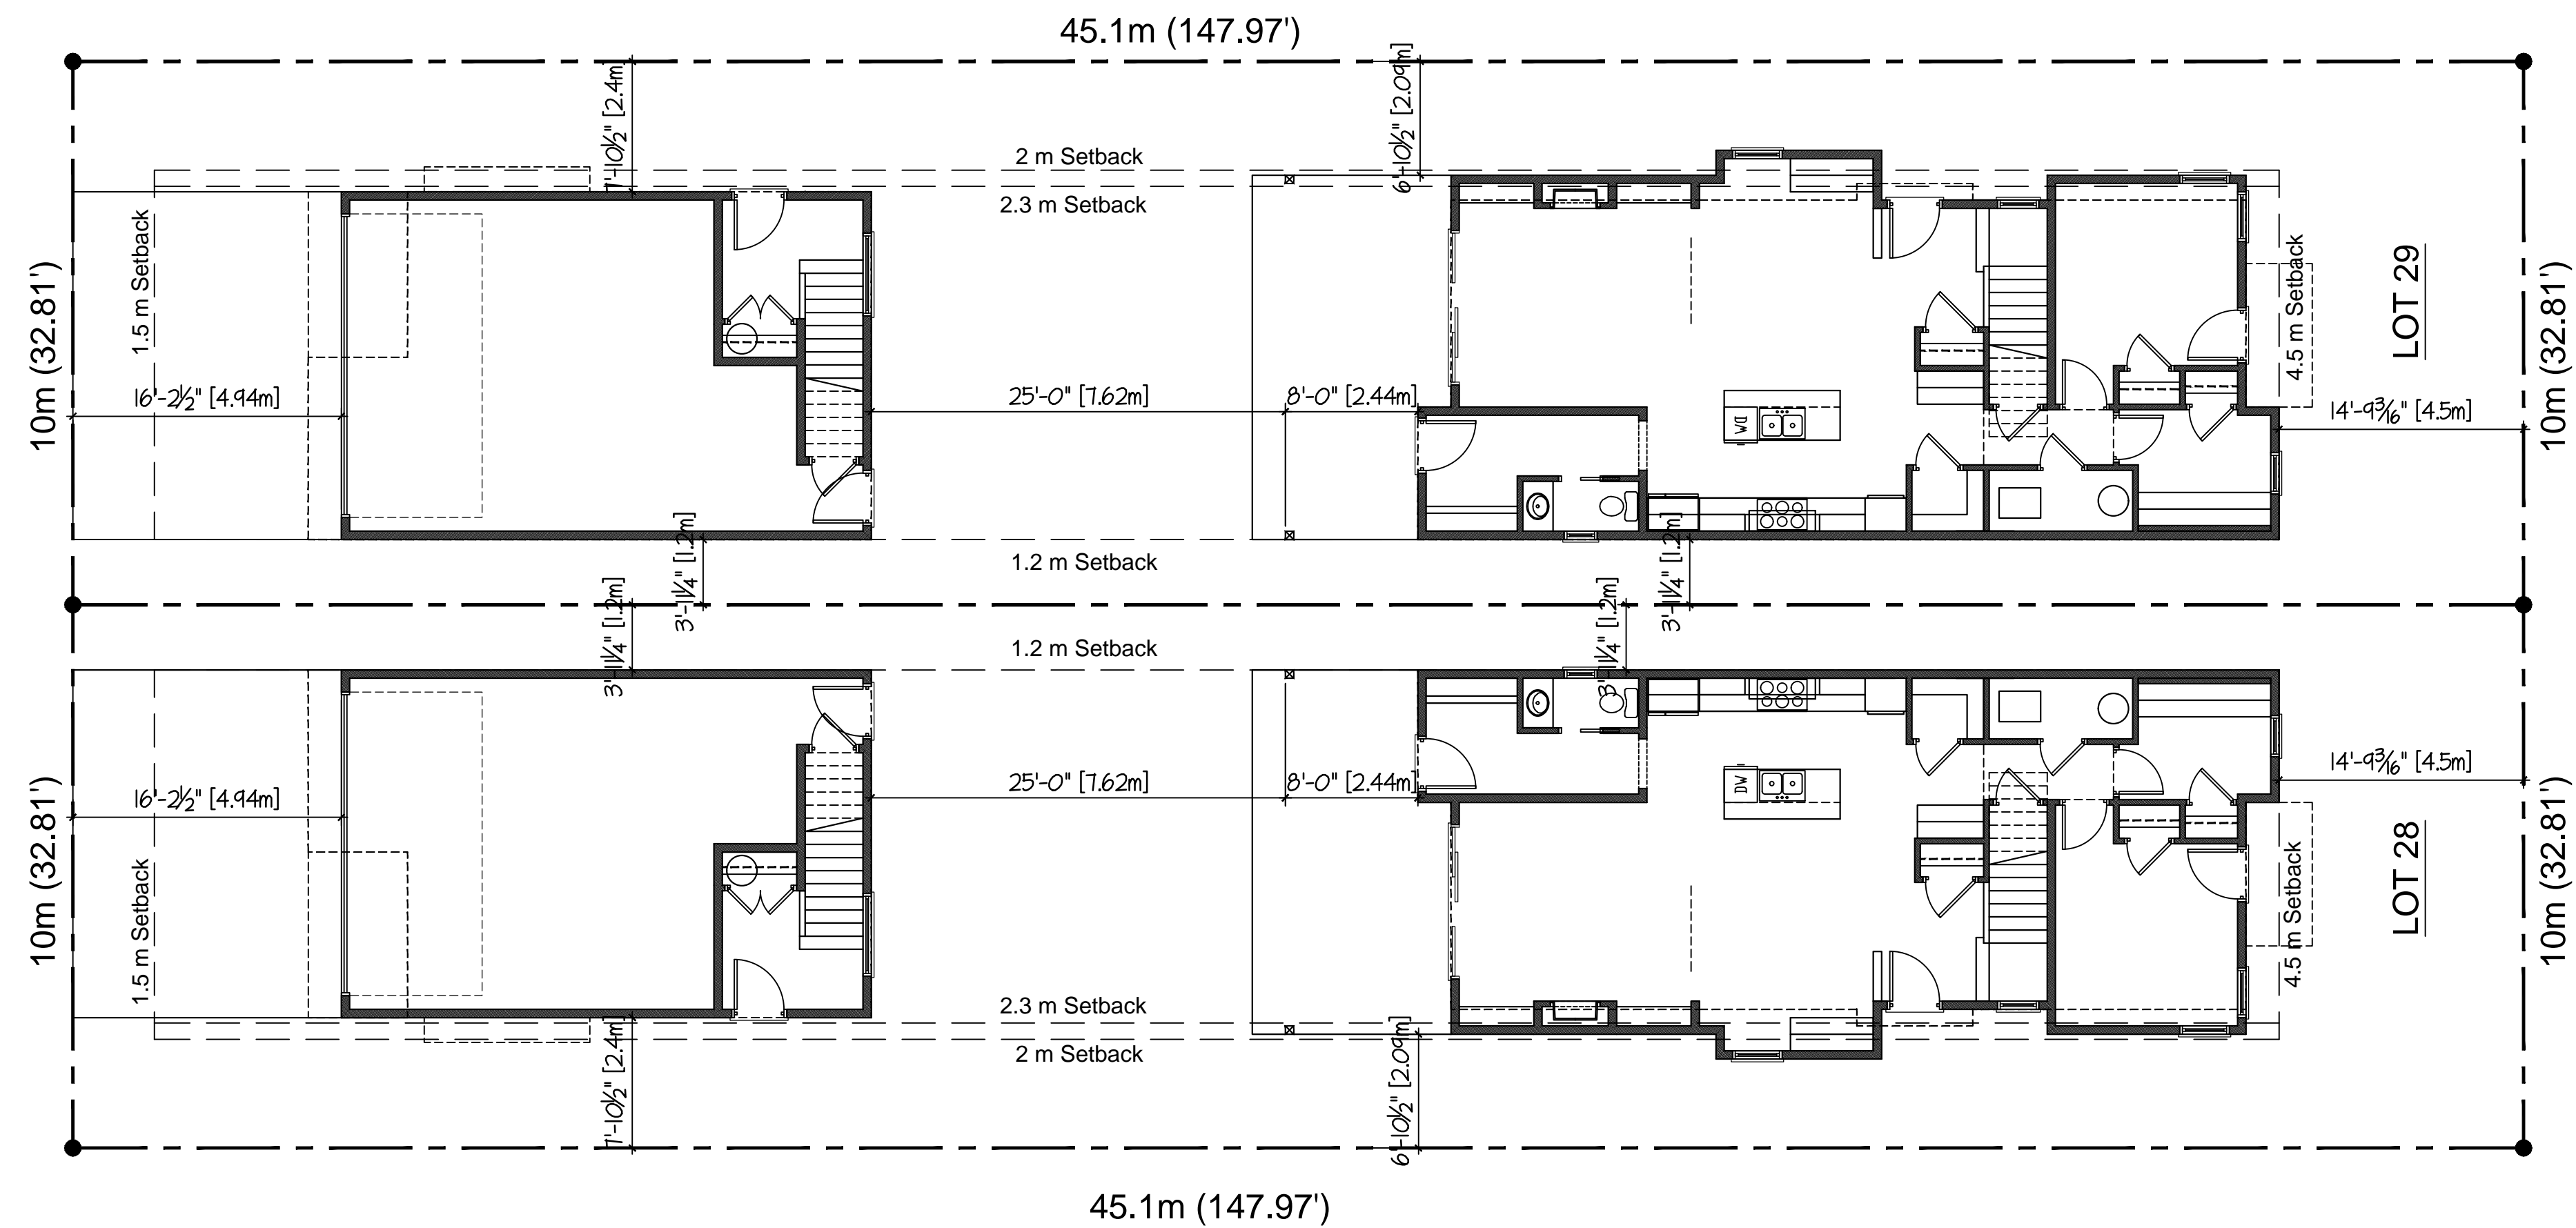 45.1m (147.97')
7'-10½" [2.4m]
6'-10½" [2.09m]
2 m Setback
2.3 m Setback
1.5 m Setback
10m (32.81')
16'-2½" [4.94m]
25'-0" [7.62m]
8'-0" [2.44m]
DW
4.5 m Setback
LOT 29
14'-9 3/16" [4.5m]
10m (32.81')
1.2 m Setback
3'-11¼" [1.2m]
3'-11¼" [1.2m]
3'-11¼" [1.2m]
3'-11¼" [1.2m]
1.2 m Setback
10m (32.81')
16'-2½" [4.94m]
25'-0" [7.62m]
8'-0" [2.44m]
DW
14'-9 3/16" [4.5m]
1.5 m Setback
4.5 m Setback
LOT 28
10m (32.81')
2.3 m Setback
2 m Setback
7'-10½" [2.4m]
6'-10½" [2.09m]
45.1m (147.97')